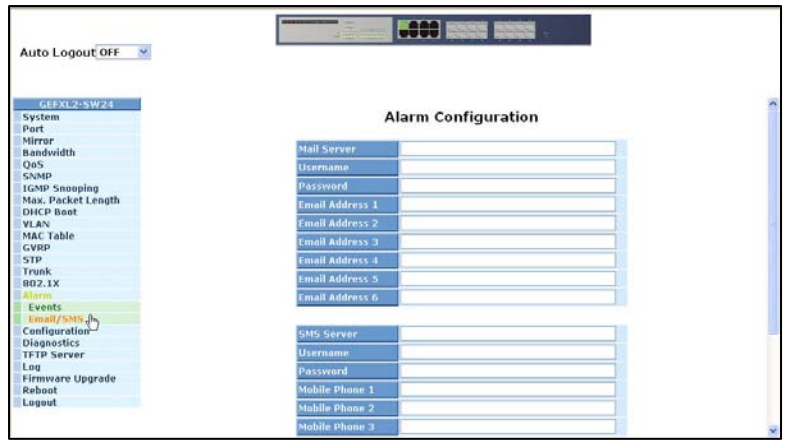 Auto Logout OFF
GEFXL2-SW24
System
Port
Mirror
Bandwidth
QoS
SNMP
IGMP Snooping
Max. Packet Length
DHCP Boot
VLAN
MAC Table
GVRP
STP
Trunk
802.1X
Alarm
Events
Email/SMS
Configuration
Diagnostics
TFTP Server
Log
Firmware Upgrade
Reboot
Logout
Alarm Configuration
Mail Server
Username
Password
Email Address 1
Email Address 2
Email Address 3
Email Address 4
Email Address 5
Email Address 6
SMS Server
Username
Password
Mobile Phone 1
Mobile Phone 2
Mobile Phone 3